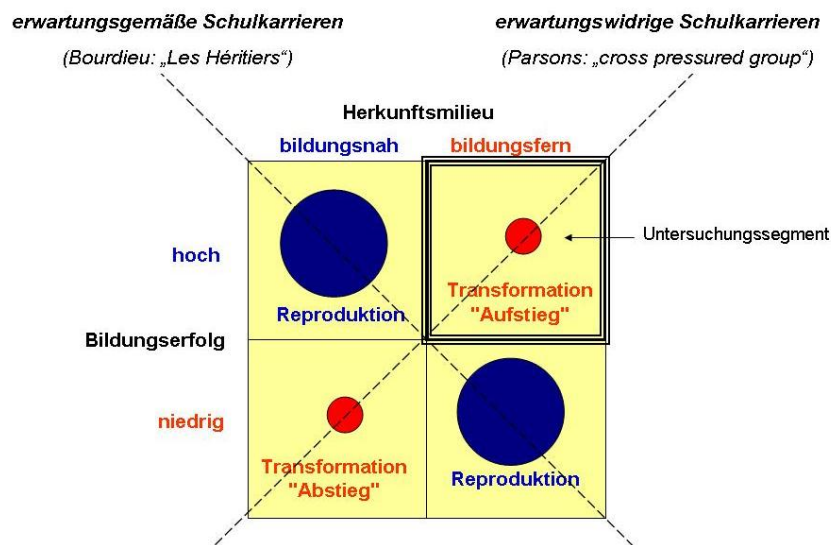 erwartungsgemäße Schulkarrieren
(Bourdieu: „Les Héritiers“)
erwartungswidrige Schulkarrieren
(Parsons: „cross pressured group“)
Herkunftsmilieu
bildungsnah
bildungsfern
hoch
Untersuchungssegment
Reproduktion
Transformation
"Aufstieg"
Bildungserfolg
niedrig
Transformation
"Abstieg"
Reproduktion